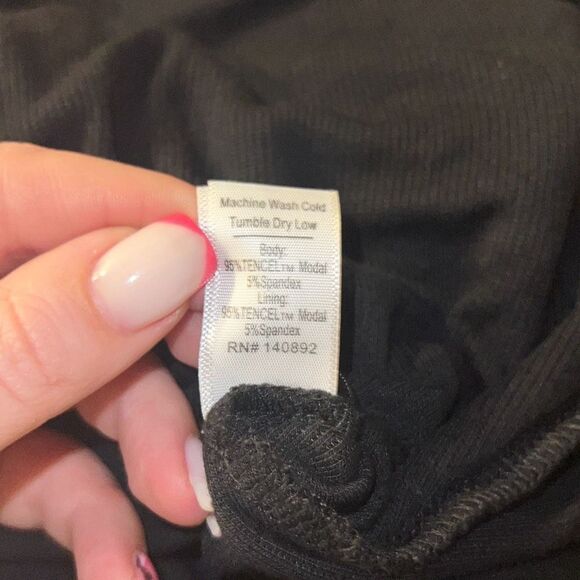 Machine Wash Cold
Tumble Dry Low
Body:
95%TENCEL™ Modal
5%Spandex
Lining:
95%TENCEL™ Modal
5%Spandex
RN# 140892